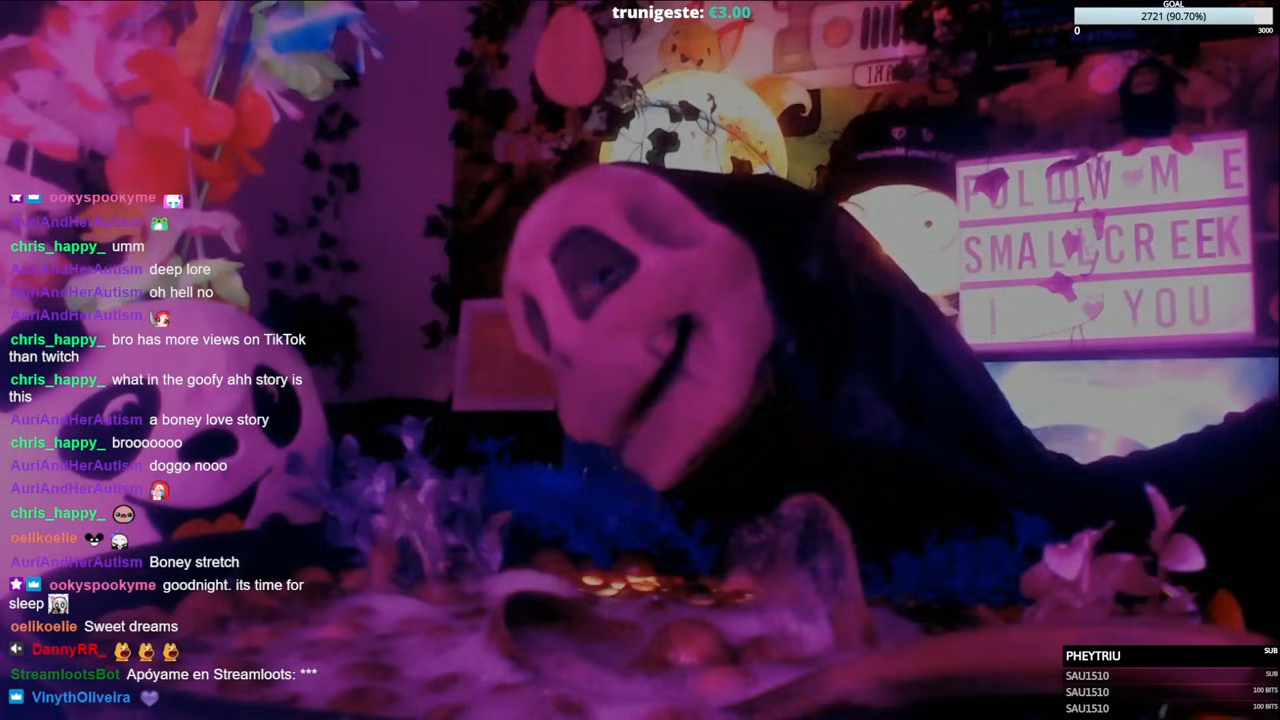 trunigeste: €3.00
GOAL
2721 (90.70%)
0
3000
FOLLOW M E
SMALLCREEK
I YOU
ookyspookyme
AuriAndHerAutism
chris_happy_ umm
AuriAndHerAutism deep lore
AuriAndHerAutism oh hell no
AuriAndHerAutism
chris_happy_ bro has more views on TikTok
than twitch
chris_happy_ what in the goofy ahh story is
this
AuriAndHerAutism a boney love story
chris_happy_ brooooooo
AuriAndHerAutism doggo nooo
AuriAndHerAutism
chris_happy_
oelikoelle
AuriAndHerAutism Boney stretch
ookyspookyme goodnight. its time for
sleep
oelikoelle Sweet dreams
DannyRR_
StreamlootsBot Apóyame en Streamloots: ***
VinythOliveira
PHEYTRIU SUB
SAU1510 SUB
SAU1510 100 BITS
SAU1510 100 BITS